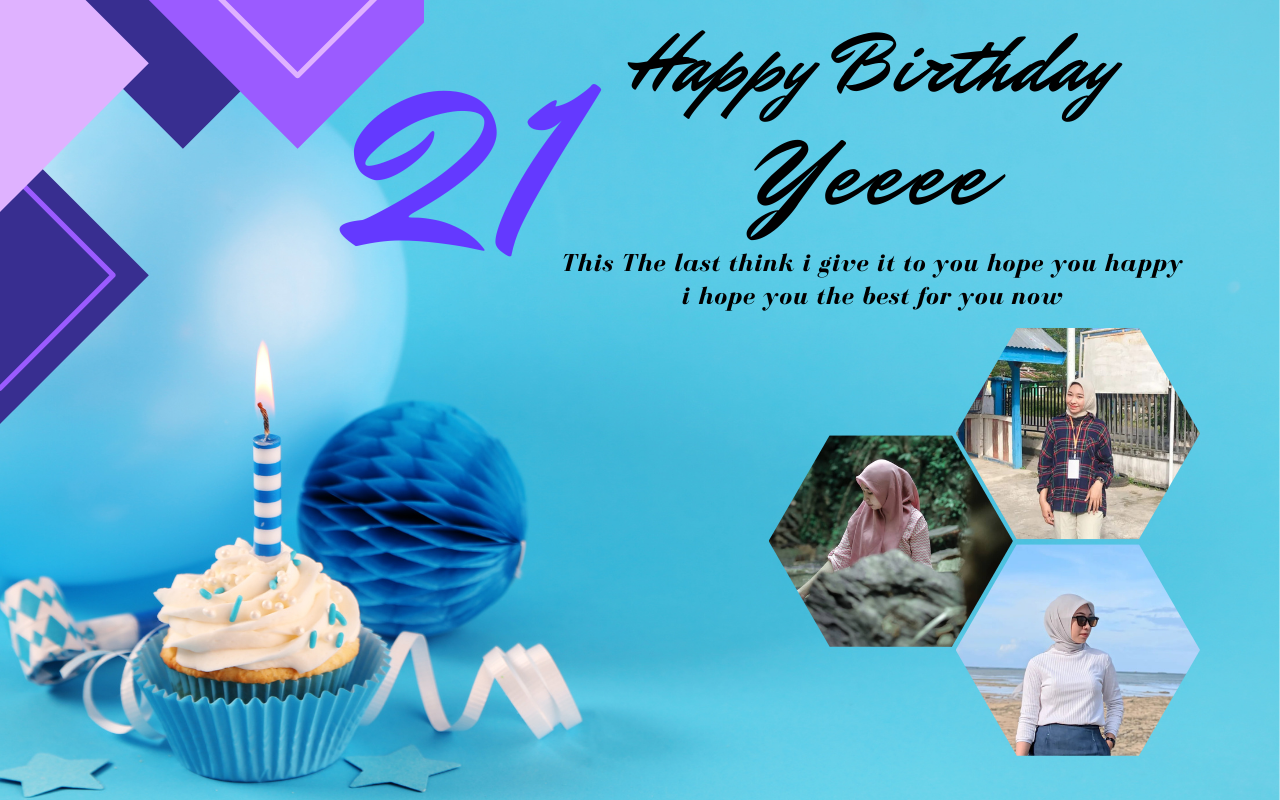 21
Happy Birthday
Yeeee
This The last think i give it to you hope you happy
i hope you the best for you now